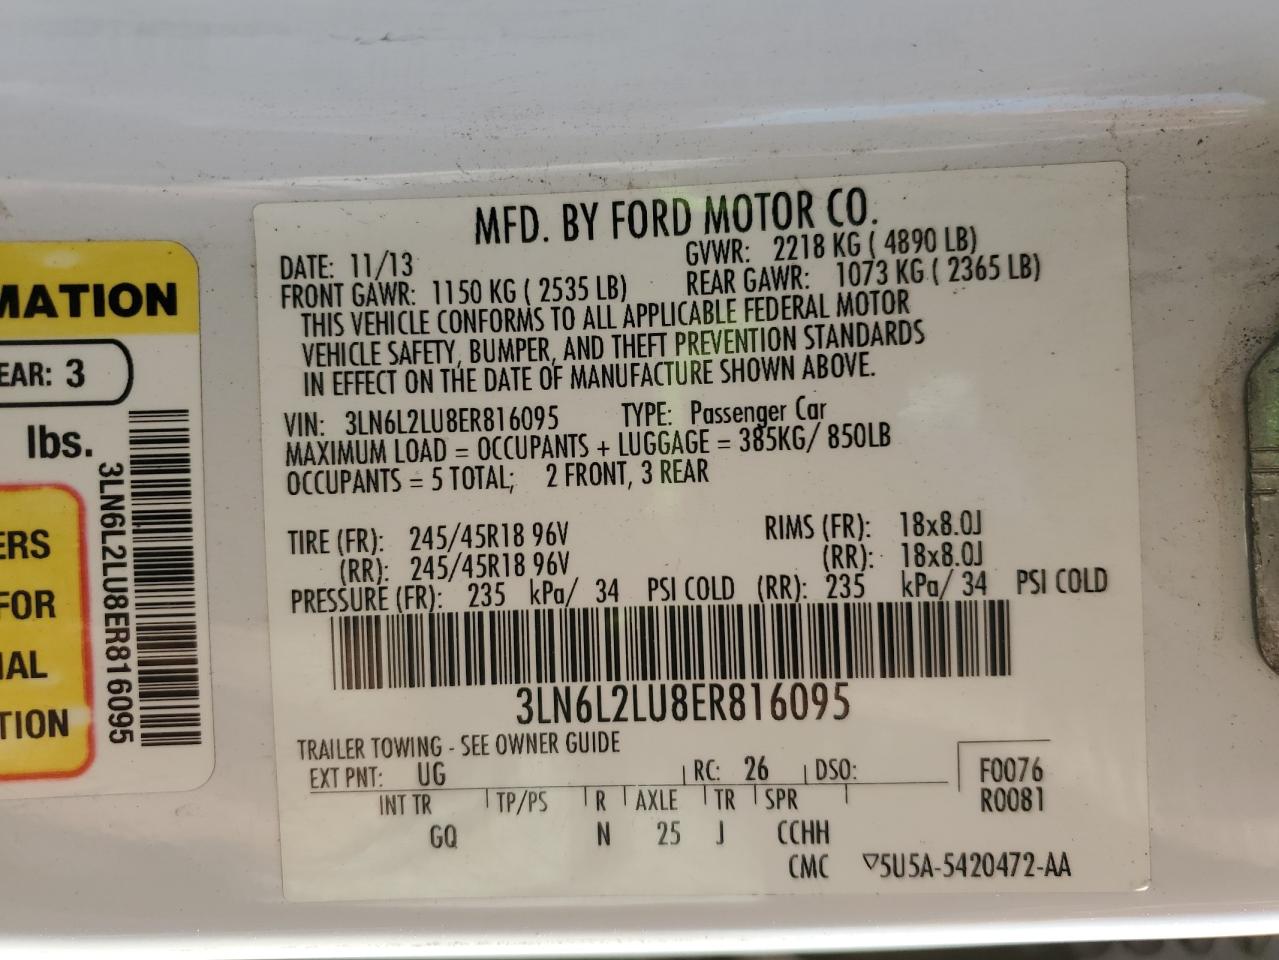 MATION
EAR: 3
lbs.
ERS
FOR
IAL
TION
3LN6L2LU8ER816095
MFD. BY FORD MOTOR CO.
DATE: 11/13 GVWR: 2218 KG ( 4890 LB)
FRONT GAWR: 1150 KG ( 2535 LB) REAR GAWR: 1073 KG ( 2365 LB)
THIS VEHICLE CONFORMS TO ALL APPLICABLE FEDERAL MOTOR
VEHICLE SAFETY, BUMPER, AND THEFT PREVENTION STANDARDS
IN EFFECT ON THE DATE OF MANUFACTURE SHOWN ABOVE.
VIN: 3LN6L2LU8ER816095 TYPE: Passenger Car
MAXIMUM LOAD = OCCUPANTS + LUGGAGE = 385KG/ 850LB
OCCUPANTS = 5 TOTAL; 2 FRONT, 3 REAR
TIRE (FR): 245/45R18 96V RIMS (FR): 18x8.0J
(RR): 245/45R18 96V (RR): 18x8.0J
PRESSURE (FR): 235 kPa/ 34 PSI COLD (RR): 235 kPa/ 34 PSI COLD
3LN6L2LU8ER816095
TRAILER TOWING - SEE OWNER GUIDE
EXT PNT: UG RC: 26 DSO: F0076
INT TR TP/PS R AXLE TR SPR R0081
GQ N 25 J CCHH
CMC ▽5U5A-5420472-AA